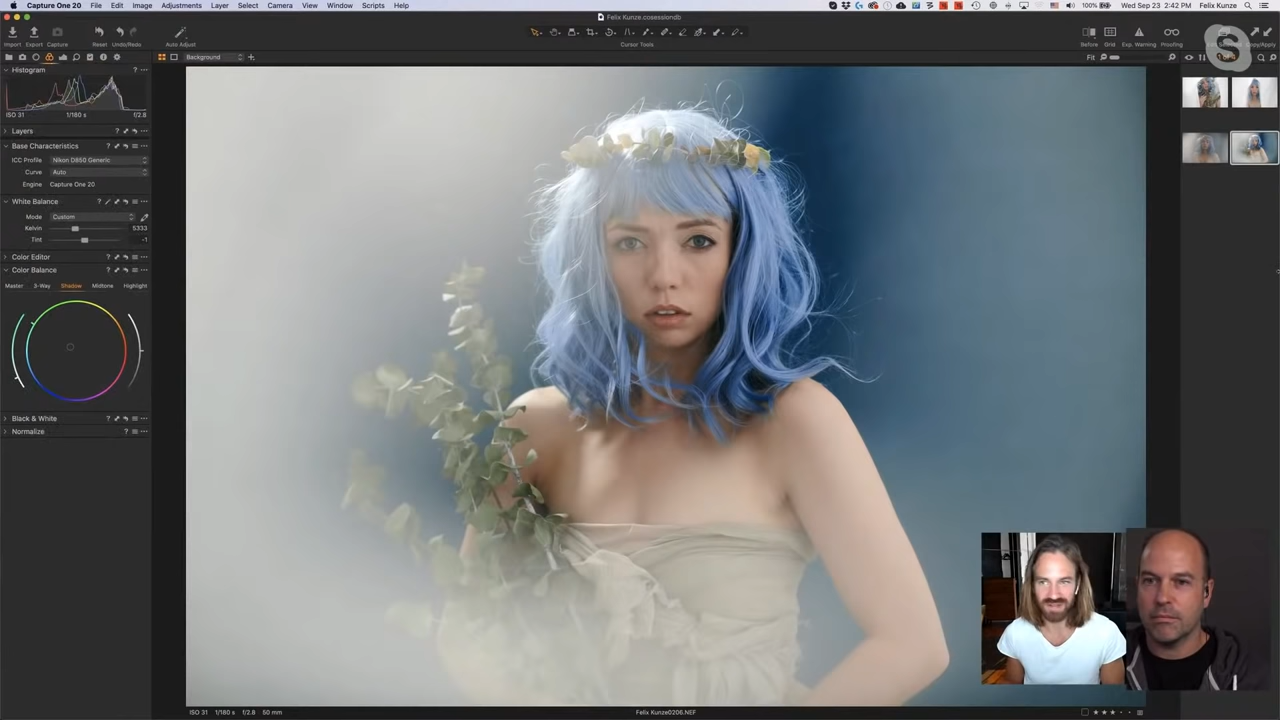 Capture One 20 File Edit Image Adjustments Layer Select Camera View Window Scripts Help
100% Wed Sep 23 2:42 PM Felix Kunze
Felix Kunze.cosessiondb
Import Export Capture Reset Undo/Redo Auto Adjust Cursor Tools Before Grid Exp. Warning Proofing
Background Fit
Histogram
ISO 31 1/180 s f/2.8
Layers
Base Characteristics
ICC Profile Nikon D850 Generic
Curve Auto
Engine Capture One 20
White Balance
Mode Custom
Kelvin 5333
Tint -1
Color Editor
Color Balance
Master 3-Way Shadow Midtone Highlight
Black & White
Normalize
ISO 31 1/180 s f/2.8 50 mm Felix Kunze0206.NEF